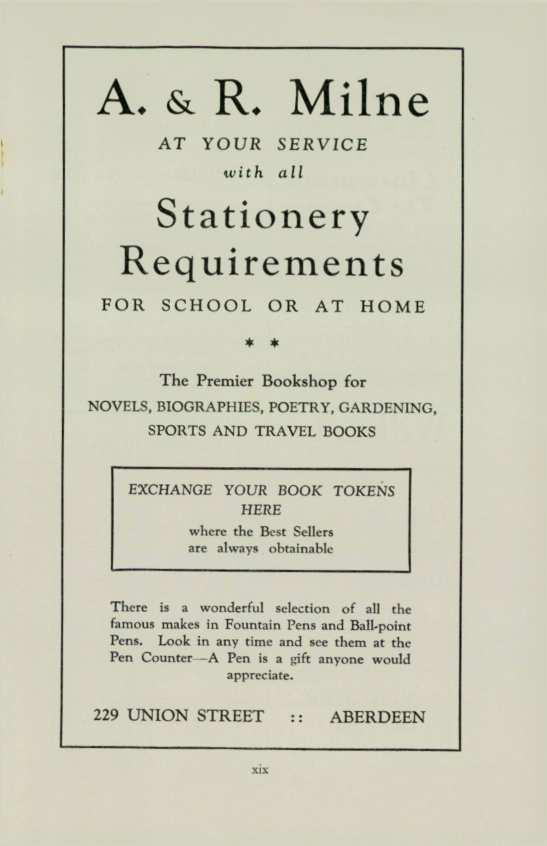 A. & R. Milne
AT YOUR SERVICE
with all
Stationery
Requirements
FOR SCHOOL OR AT HOME
* *
The Premier Bookshop for
NOVELS, BIOGRAPHIES, POETRY, GARDENING,
SPORTS AND TRAVEL BOOKS
EXCHANGE YOUR BOOK TOKENS
HERE
where the Best Sellers
are always obtainable
There is a wonderful selection of all the
famous makes in Fountain Pens and Ball-point
Pens. Look in any time and see them at the
Pen Counter—A Pen is a gift anyone would
appreciate.
229 UNION STREET :: ABERDEEN
xix